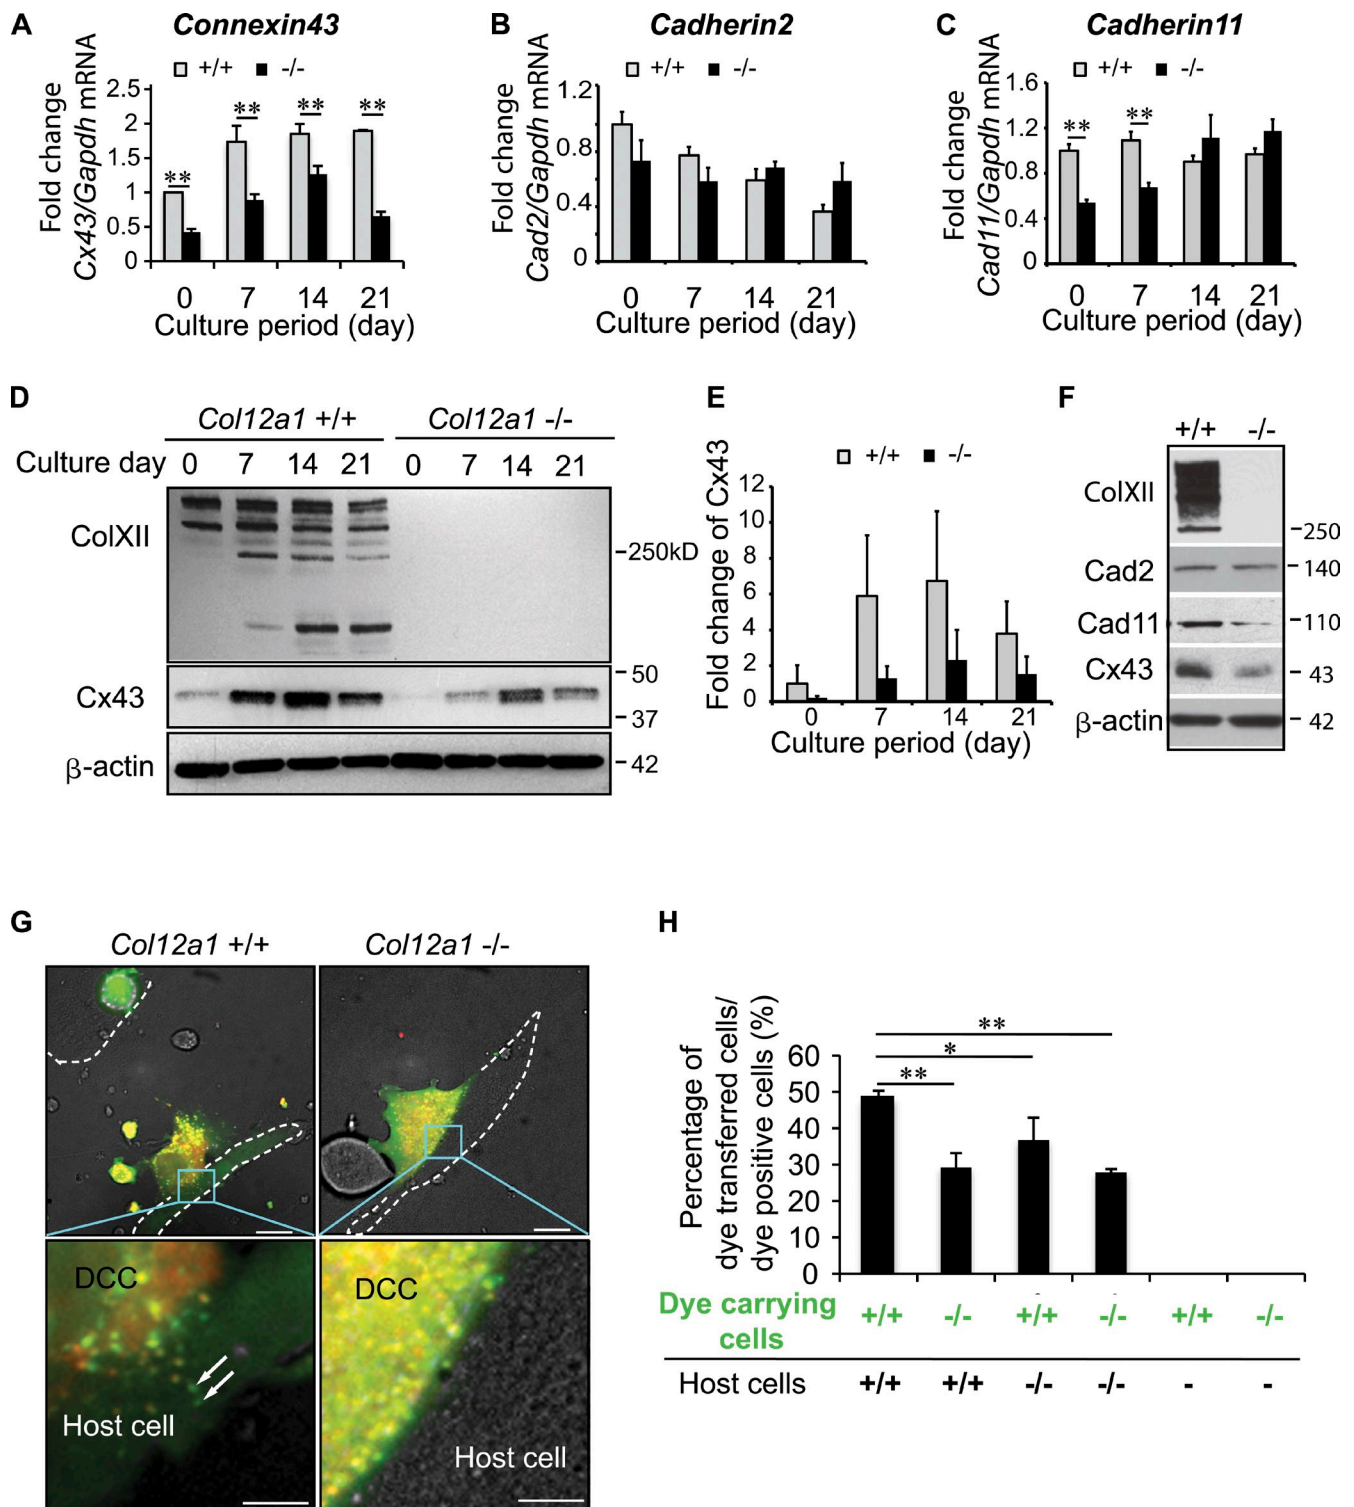 A
Connexin43
+/+ -/-
Fold change
Cx43/Gapdh mRNA
2.5
2
1.5
1
0.5
0
**
**
**
**
0 7 14 21
Culture period (day)
B
Cadherin2
+/+ -/-
Fold change
Cad2/Gapdh mRNA
1.2
0.8
0.4
0
0 7 14 21
Culture period (day)
C
Cadherin11
+/+ -/-
Fold change
Cad11/Gapdh mRNA
1.6
1.2
0.8
0.4
0
**
**
0 7 14 21
Culture period (day)
D
Col12a1 +/+ Col12a1 -/-
Culture day 0 7 14 21 0 7 14 21
ColXII
-250kD
Cx43
-50
-37
β-actin
-42
E
+/+ -/-
Fold change of Cx43
12
10
8
6
4
2
0
0 7 14 21
Culture period (day)
F
+/+ -/-
ColXII
-250
Cad2
-140
Cad11
-110
Cx43
-43
β-actin
-42
G
Col12a1 +/+ Col12a1 -/-
DCC
Host cell
DCC
Host cell
H
Percentage of
dye transferred cells/
dye positive cells (%)
60
50
40
30
20
10
0
**
*
**
Dye carrying
cells
+/+ -/- +/+ -/- +/+ -/-
Host cells +/+ +/+ -/- -/- - -